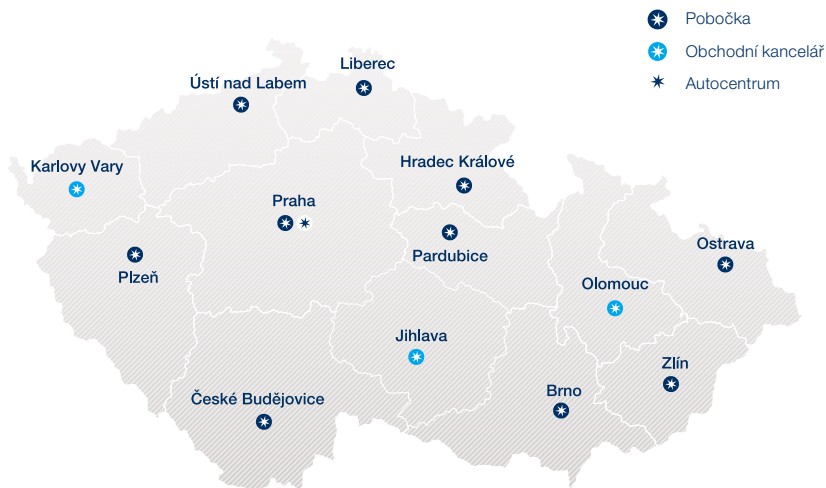 Pobočka
Obchodní kancelář
Autocentrum
Liberec
Ústí nad Labem
Karlovy Vary
Hradec Králové
Praha
Pardubice
Ostrava
Plzeň
Olomouc
Jihlava
Zlín
České Budějovice
Brno